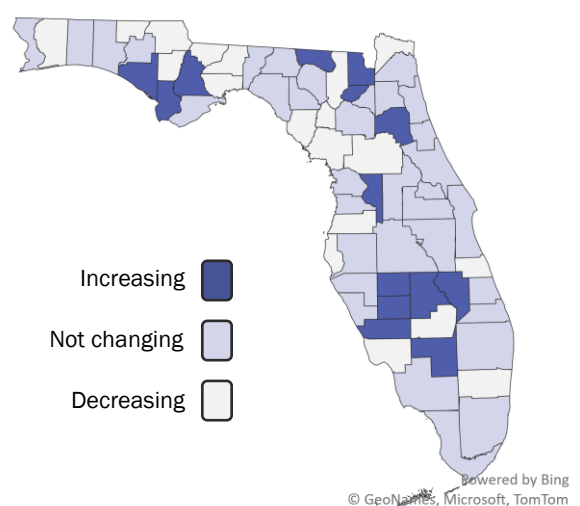 Increasing
Not changing
Decreasing
Powered by Bing
© GeoNames, Microsoft, TomTom